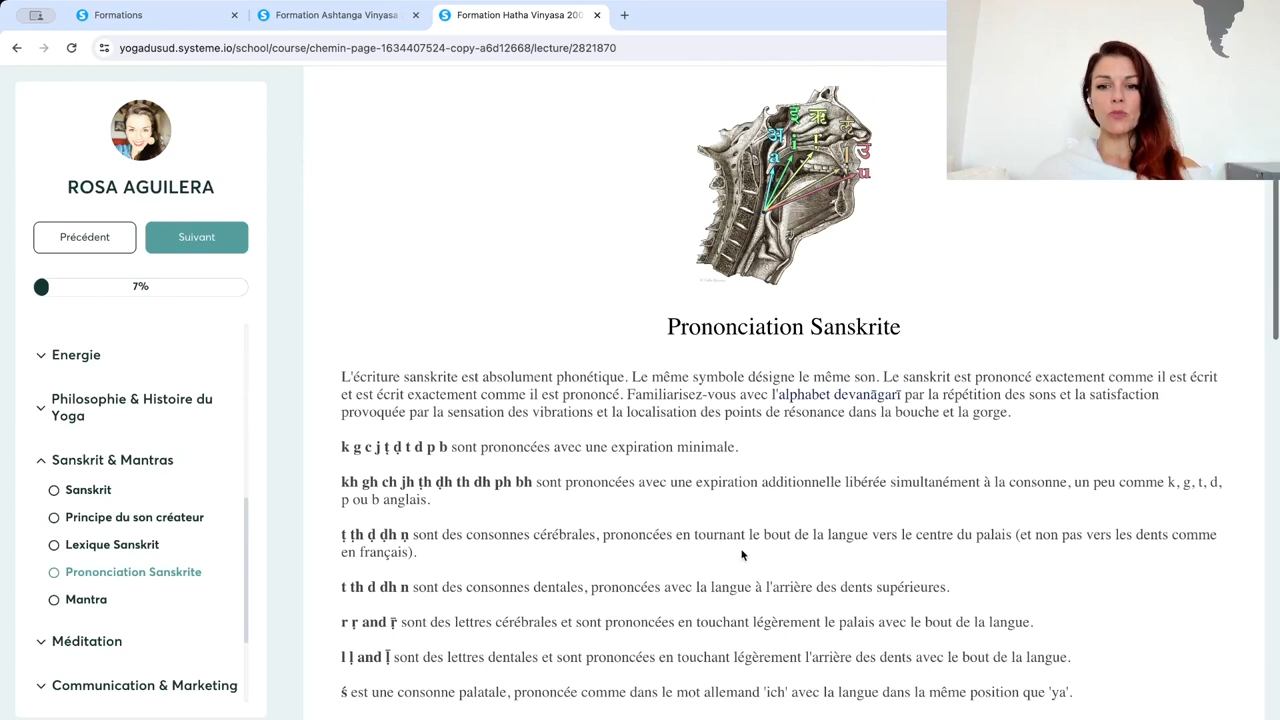 Formations
Formation Ashtanga Vinyasa
Formation Hatha Vinyasa 200
yogadusud.systeme.io/school/course/chemin-page-1634407524-copy-a6d12668/lecture/2821870
ROSA AGUILERA
Précédent
Suivant
7%
Energie
Philosophie & Histoire du
Yoga
Sanskrit & Mantras
Sanskrit
Principe du son créateur
Lexique Sanskrit
Prononciation Sanskrite
Mantra
Méditation
Communication & Marketing
अ इ ऋ ऌ उ
a i r l u
Prononciation Sanskrite
L'écriture sanskrite est absolument phonétique. Le même symbole désigne le même son. Le sanskrit est prononcé exactement comme il est écrit
et est écrit exactement comme il est prononcé. Familiarisez-vous avec l'alphabet devanāgarī par la répétition des sons et la satisfaction
provoquée par la sensation des vibrations et la localisation des points de résonance dans la bouche et la gorge.
k g c j ṭ ḍ t d p b sont prononcées avec une expiration minimale.
kh gh ch jh ṭh ḍh th dh ph bh sont prononcées avec une expiration additionnelle libérée simultanément à la consonne, un peu comme k, g, t, d,
p ou b anglais.
ṭ ṭh ḍ ḍh ṇ sont des consonnes cérébrales, prononcées en tournant le bout de la langue vers le centre du palais (et non pas vers les dents comme
en français).
t th d dh n sont des consonnes dentales, prononcées avec la langue à l'arrière des dents supérieures.
r ṛ and ṝ sont des lettres cérébrales et sont prononcées en touchant légèrement le palais avec le bout de la langue.
l ḷ and ḹ sont des lettres dentales et sont prononcées en touchant légèrement l'arrière des dents avec le bout de la langue.
ś est une consonne palatale, prononcée comme dans le mot allemand 'ich' avec la langue dans la même position que 'ya'.